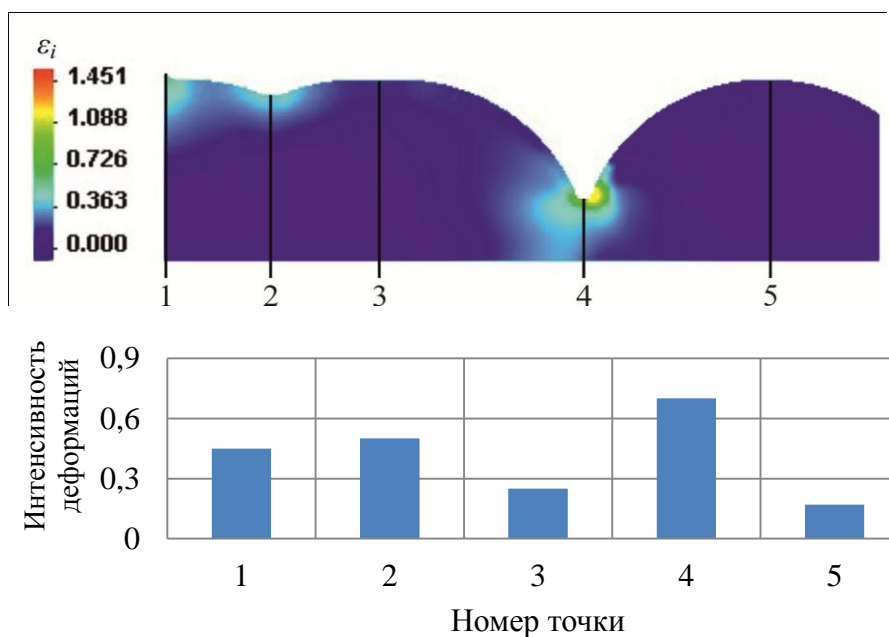 εᵢ
1.451
1.088
0.726
0.363
0.000
1 2 3 4 5
Интенсивность
деформаций
0,9
0,6
0,3
0
1 2 3 4 5
Номер точки